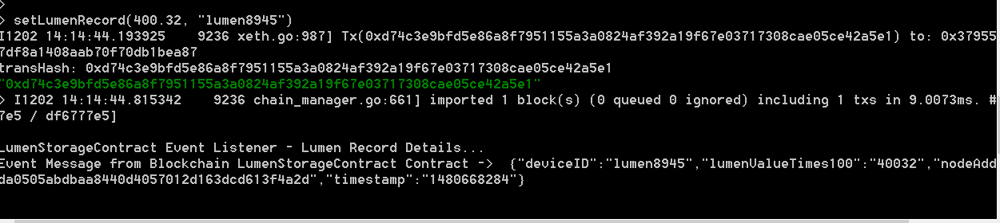 >
> setLumenRecord(400.32, "lumen8945")
I1202 14:14:44.193925    9236 xeth.go:987] Tx(0xd74c3e9bfd5e86a8f7951155a3a0824af392a19f67e03717308cae05ce42a5e1) to: 0x37955
7df8a1408aab70f70db1bea87
transHash: 0xd74c3e9bfd5e86a8f7951155a3a0824af392a19f67e03717308cae05ce42a5e1
"0xd74c3e9bfd5e86a8f7951155a3a0824af392a19f67e03717308cae05ce42a5e1"
> I1202 14:14:44.815342    9236 chain_manager.go:661] imported 1 block(s) (0 queued 0 ignored) including 1 txs in 9.0073ms. #
7e5 / df6777e5]
LumenStorageContract Event Listener - Lumen Record Details...
Event Message from Blockchain LumenStorageContract Contract ->  {"deviceID":"lumen8945","lumenValueTimes100":"40032","nodeAdd
da0505abdbaa8440d4057012d163dcd613f4a2d","timestamp":"1480668284"}